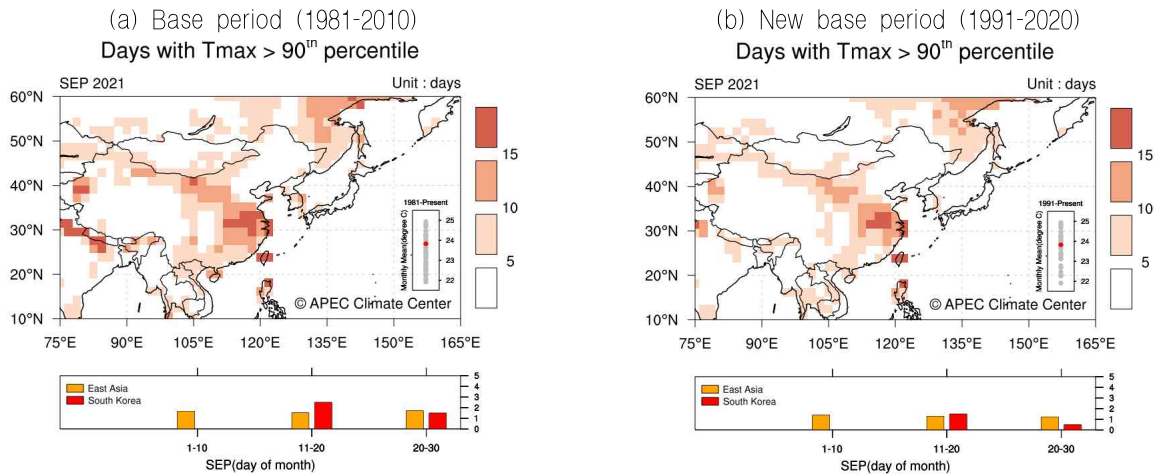 (a) Base period (1981-2010)
Days with Tmax > 90th percentile
SEP 2021
Unit : days
60°N
50°N
40°N
30°N
20°N
10°N
75°E
90°E
105°E
120°E
135°E
150°E
165°E
15
10
5
1981-Present
Monthly Mean(degree C)
25
24
23
22
© APEC Climate Center
East Asia
South Korea
5
4
3
2
1
0
1-10
11-20
20-30
SEP(day of month)
(b) New base period (1991-2020)
Days with Tmax > 90th percentile
SEP 2021
Unit : days
60°N
50°N
40°N
30°N
20°N
10°N
75°E
90°E
105°E
120°E
135°E
150°E
165°E
15
10
5
1991-Present
Monthly Mean(degree C)
25
24
23
22
© APEC Climate Center
East Asia
South Korea
5
4
3
2
1
0
1-10
11-20
20-30
SEP(day of month)